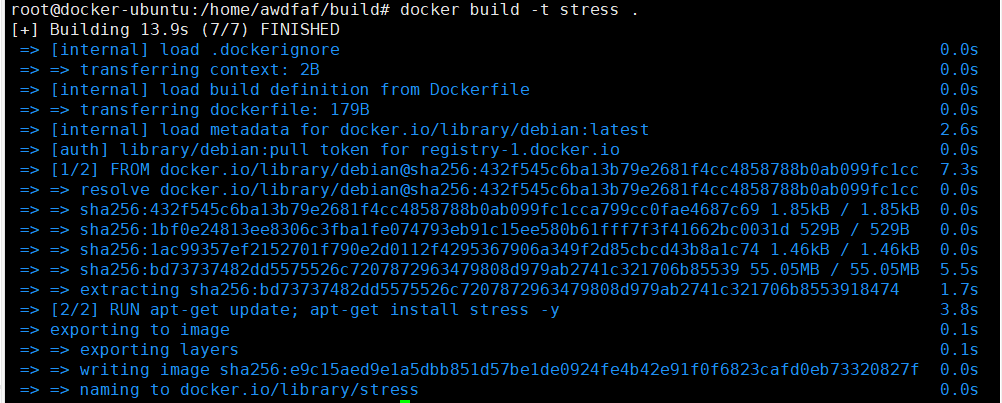 root@docker-ubuntu:/home/awdfaf/build# docker build -t stress .
[+] Building 13.9s (7/7) FINISHED
=> [internal] load .dockerignore 0.0s
=> => transferring context: 2B 0.0s
=> [internal] load build definition from Dockerfile 0.0s
=> => transferring dockerfile: 179B 0.0s
=> [internal] load metadata for docker.io/library/debian:latest 2.6s
=> [auth] library/debian:pull token for registry-1.docker.io 0.0s
=> [1/2] FROM docker.io/library/debian@sha256:432f545c6ba13b79e2681f4cc4858788b0ab099fc1cc 7.3s
=> => resolve docker.io/library/debian@sha256:432f545c6ba13b79e2681f4cc4858788b0ab099fc1cc 0.0s
=> => sha256:432f545c6ba13b79e2681f4cc4858788b0ab099fc1cca799cc0fae4687c69 1.85kB / 1.85kB 0.0s
=> => sha256:1bf0e24813ee8306c3fba1fe074793eb91c15ee580b61fff7f3f41662bc0031d 529B / 529B 0.0s
=> => sha256:1ac99357ef2152701f790e2d0112f4295367906a349f2d85cbcd43b8a1c74 1.46kB / 1.46kB 0.0s
=> => sha256:bd73737482dd5575526c7207872963479808d979ab2741c321706b85539 55.05MB / 55.05MB 5.5s
=> => extracting sha256:bd73737482dd5575526c7207872963479808d979ab2741c321706b8553918474 1.7s
=> [2/2] RUN apt-get update; apt-get install stress -y 3.8s
=> exporting to image 0.1s
=> => exporting layers 0.1s
=> => writing image sha256:e9c15aed9e1a5dbb851d57be1de0924fe4b42e91f0f6823cafd0eb73320827f 0.0s
=> => naming to docker.io/library/stress 0.0s